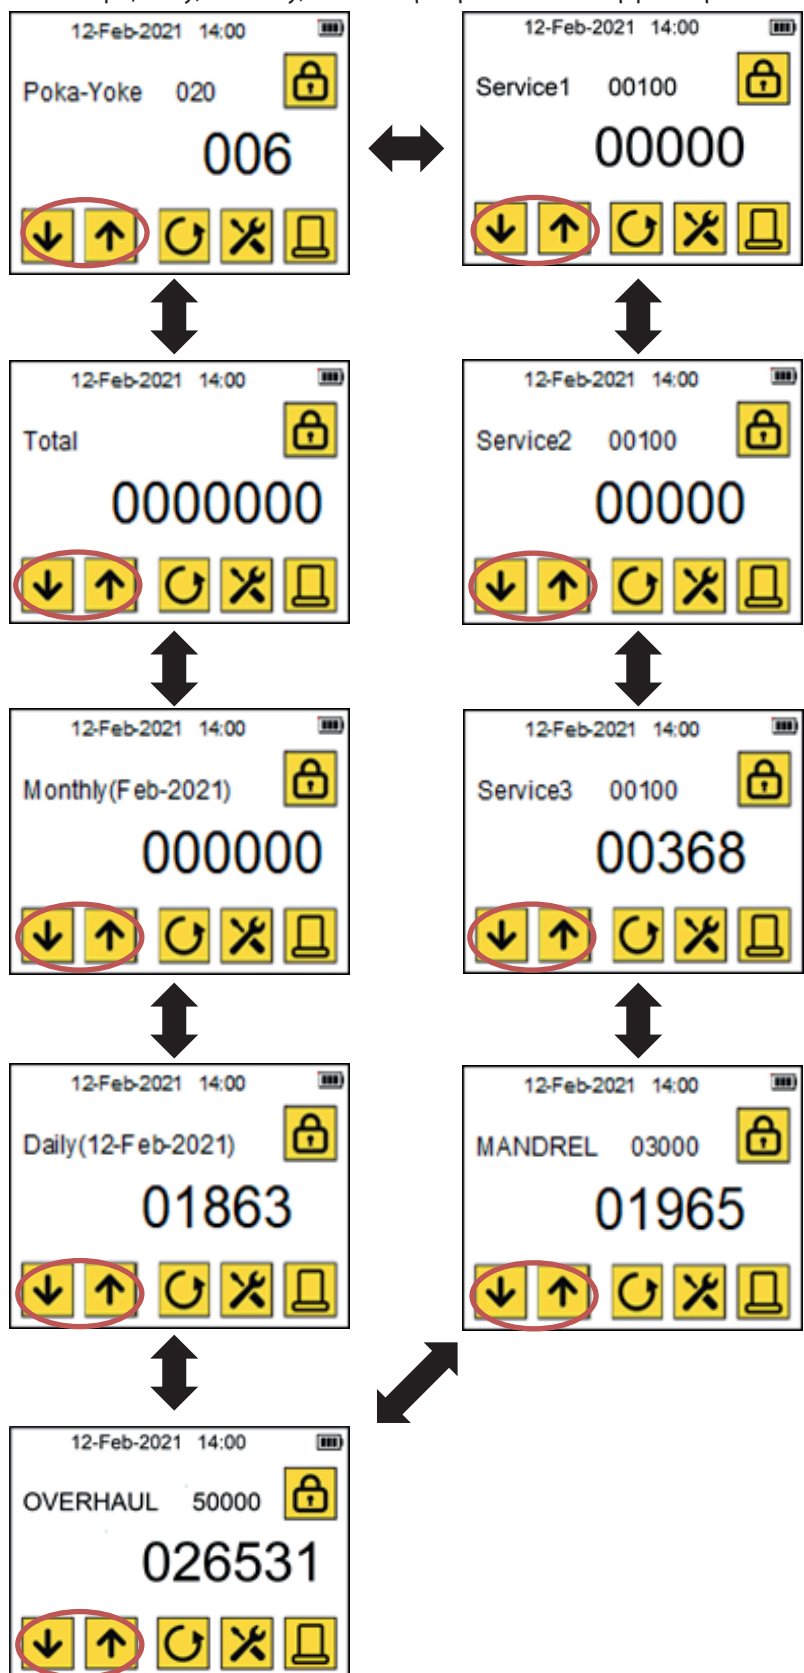 12-Feb-2021 14:00
Poka-Yoke 020
006
12-Feb-2021 14:00
Service1 00100
00000
12-Feb-2021 14:00
Total
0000000
12-Feb-2021 14:00
Service2 00100
00000
12-Feb-2021 14:00
Monthly(Feb-2021)
000000
12-Feb-2021 14:00
Service3 00100
00368
12-Feb-2021 14:00
Daily(12-Feb-2021)
01863
12-Feb-2021 14:00
MANDREL 03000
01965
12-Feb-2021 14:00
OVERHAUL 50000
026531